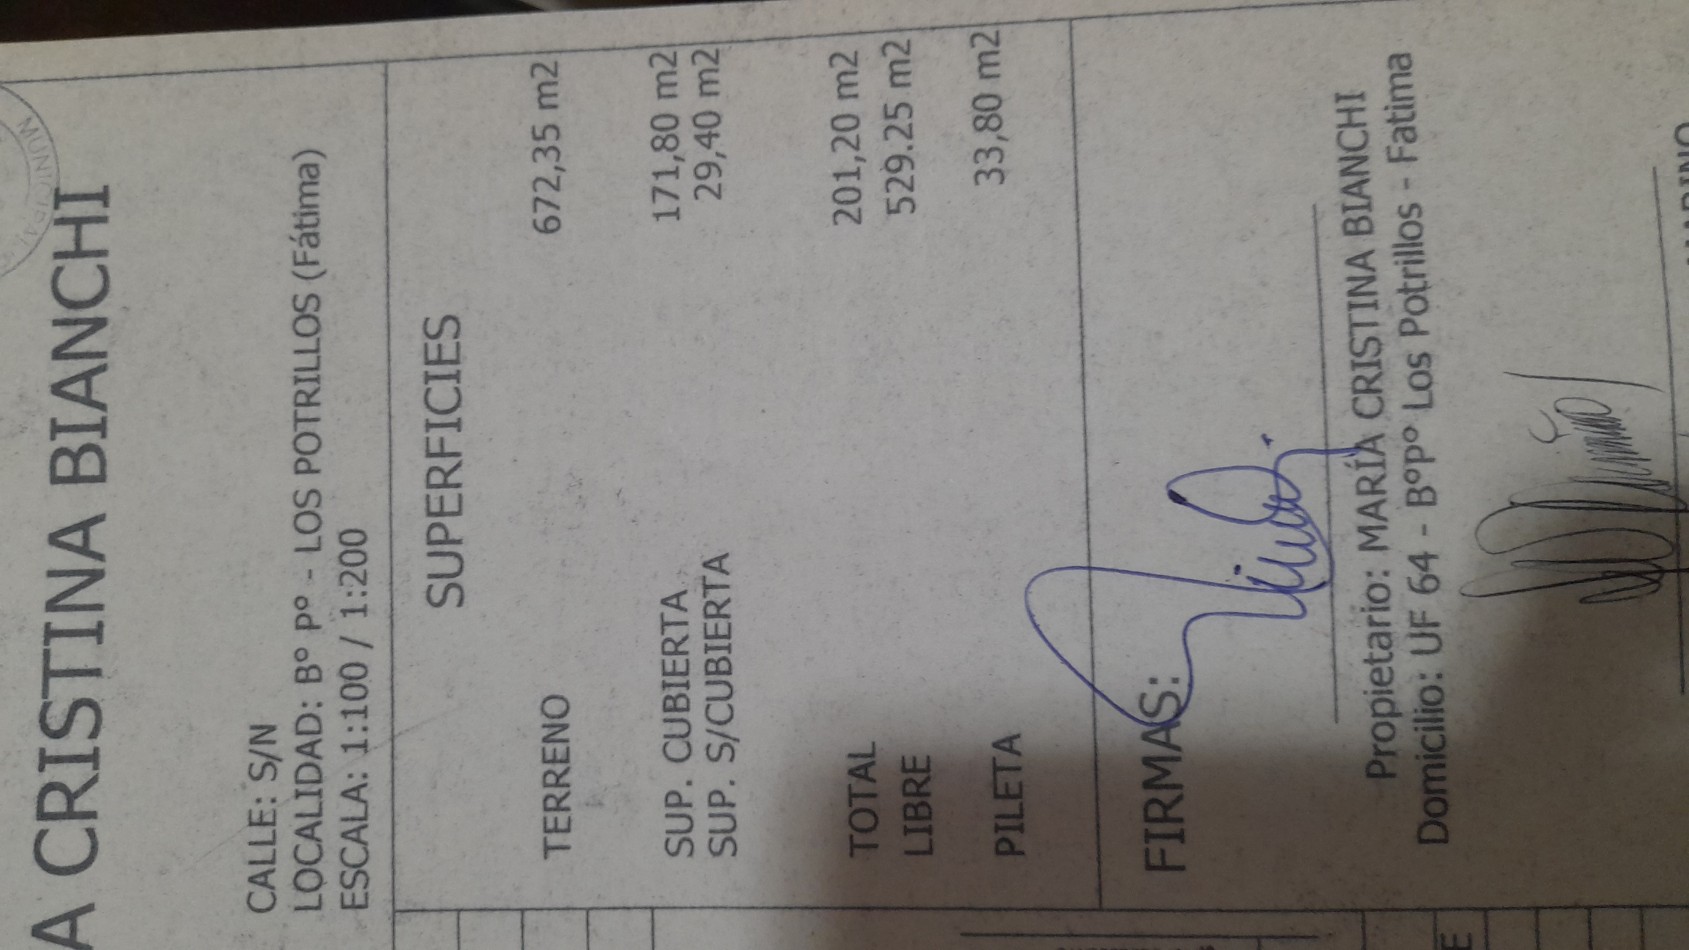 MUNICIPAL
A CRISTINA BIANCHI
CALLE: S/N
LOCALIDAD: Bº Pº - LOS POTRILLOS (Fátima)
ESCALA: 1:100 / 1:200
SUPERFICIES
TERRENO 672,35 m2
SUP. CUBIERTA 171,80 m2
SUP. S/CUBIERTA 29,40 m2
TOTAL 201,20 m2
LIBRE 529.25 m2
PILETA 33,80 m2
FIRMAS:
Propietario: MARÍA CRISTINA BIANCHI
Domicilio: UF 64 - BºPº Los Potrillos - Fatima